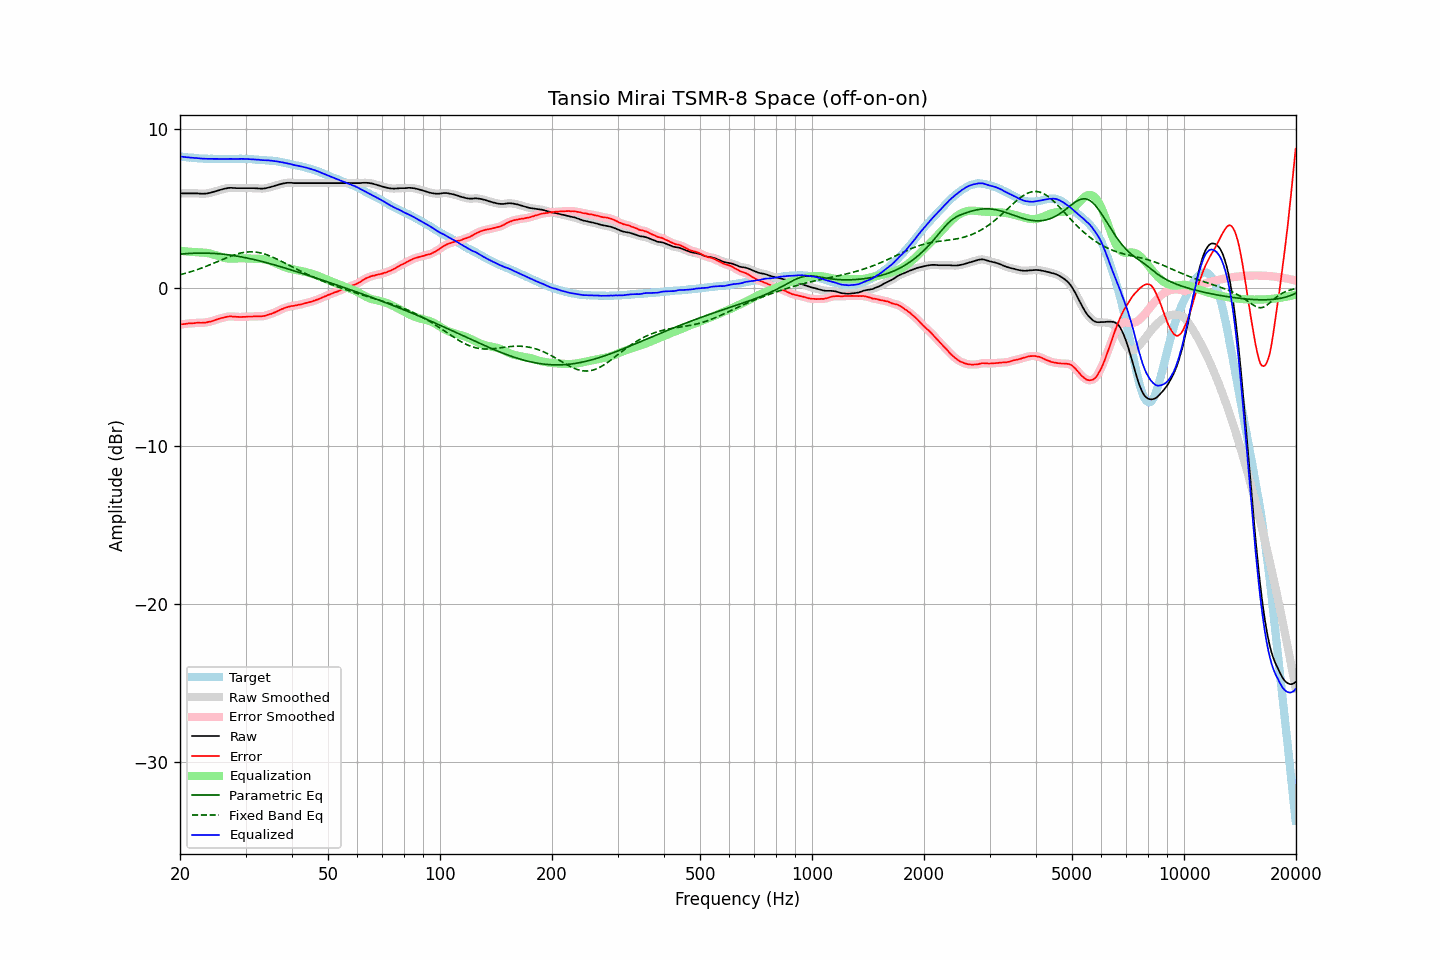 Tansio Mirai TSMR-8 Space (off-on-on)
10
0
−10
−20
−30
Amplitude (dBr)
Target
Raw Smoothed
Error Smoothed
Raw
Error
Equalization
Parametric Eq
Fixed Band Eq
Equalized
20 50 100 200 500 1000 2000 5000 10000 20000
Frequency (Hz)